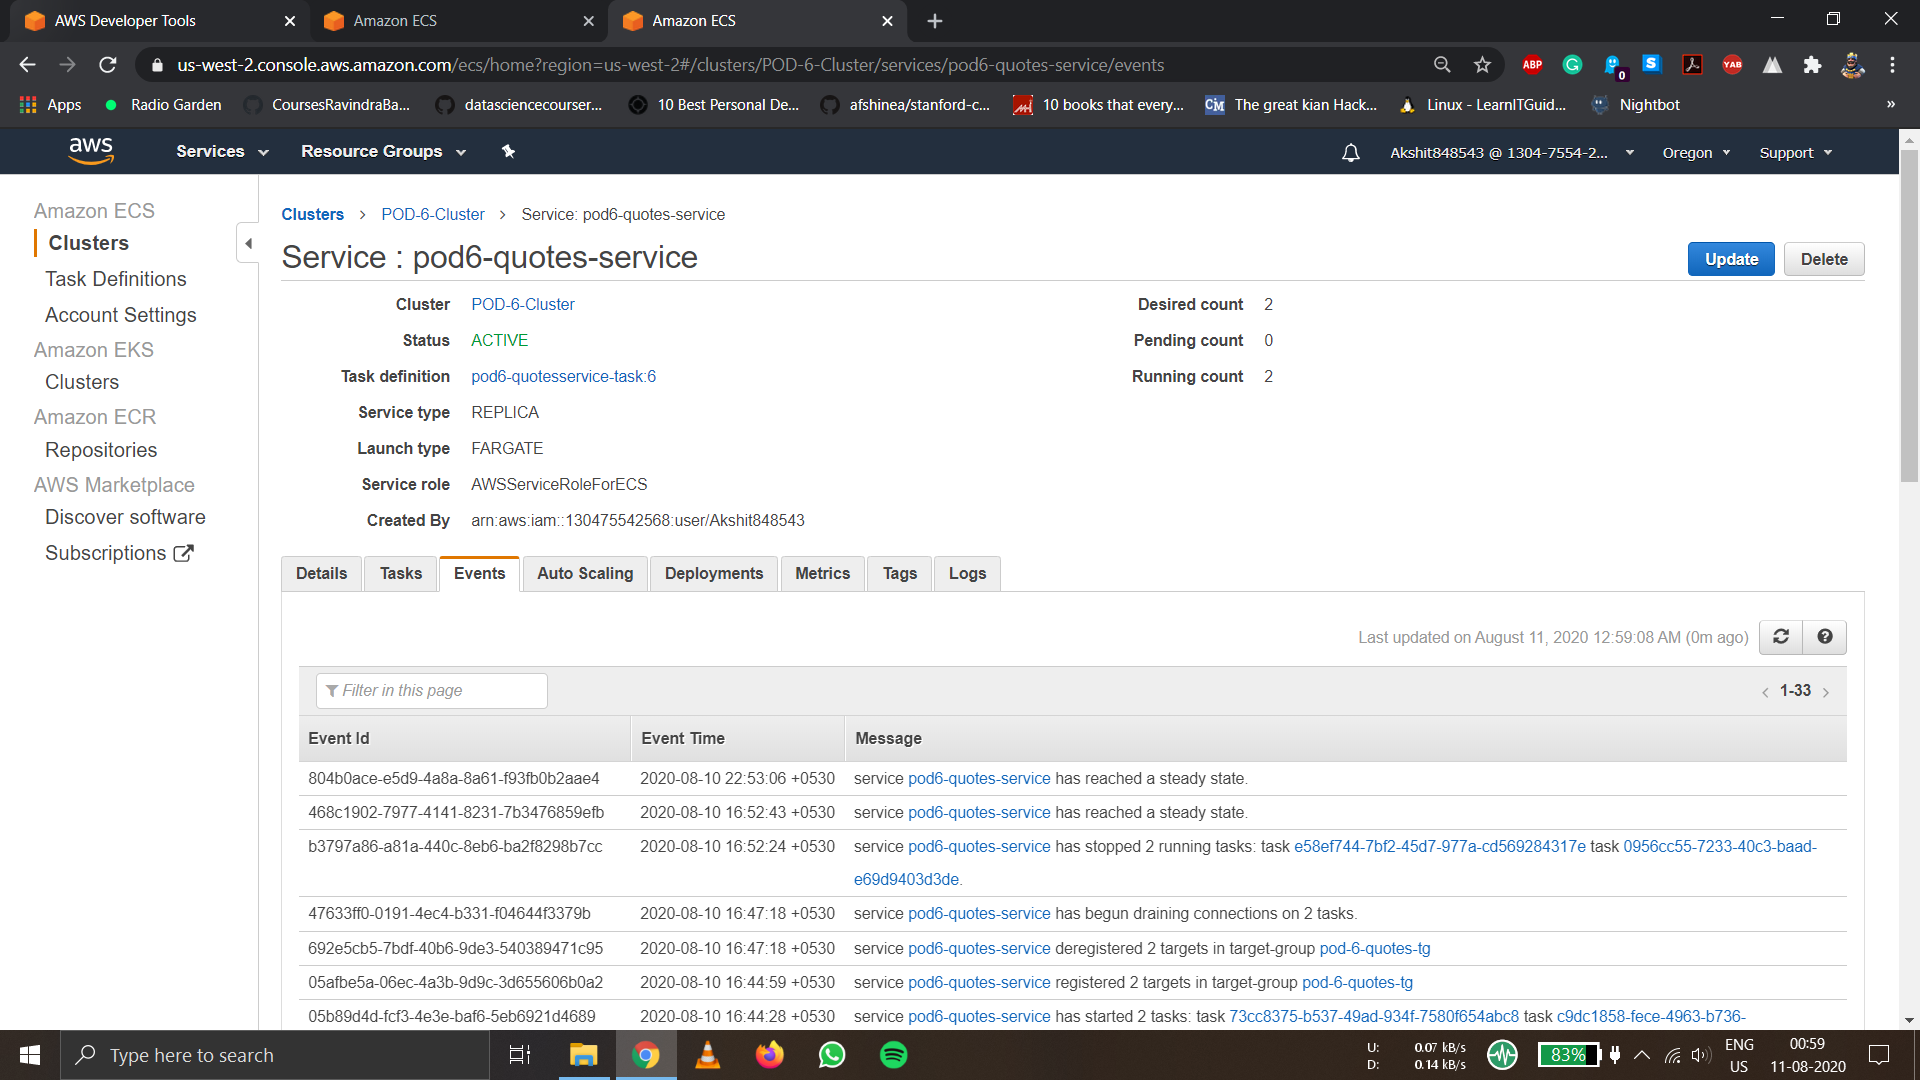 AWS Developer Tools
Amazon ECS
Amazon ECS
us-west-2.console.aws.amazon.com/ecs/home?region=us-west-2#/clusters/POD-6-Cluster/services/pod6-quotes-service/events
ABP
0
S
YAB
Apps
Radio Garden
CoursesRavindraBa...
datasciencecourser...
10 Best Personal De...
afshinea/stanford-c...
10 books that every...
CM
The great kian Hack...
Linux - LearnITGuid...
Nightbot
»
aws
Services
Resource Groups
Akshit848543 @ 1304-7554-2...
Oregon
Support
Amazon ECS
Clusters
Task Definitions
Account Settings
Amazon EKS
Clusters
Amazon ECR
Repositories
AWS Marketplace
Discover software
Subscriptions
Clusters > POD-6-Cluster > Service: pod6-quotes-service
Service : pod6-quotes-service
Update
Delete
Cluster POD-6-Cluster
Status ACTIVE
Task definition pod6-quotesservice-task:6
Service type REPLICA
Launch type FARGATE
Service role AWSServiceRoleForECS
Created By arn:aws:iam::130475542568:user/Akshit848543
Desired count 2
Pending count 0
Running count 2
Details
Tasks
Events
Auto Scaling
Deployments
Metrics
Tags
Logs
Last updated on August 11, 2020 12:59:08 AM (0m ago)
Filter in this page
< 1-33 >
Event Id Event Time Message
804b0ace-e5d9-4a8a-8a61-f93fb0b2aae4 2020-08-10 22:53:06 +0530 service pod6-quotes-service has reached a steady state.
468c1902-7977-4141-8231-7b3476859efb 2020-08-10 16:52:43 +0530 service pod6-quotes-service has reached a steady state.
b3797a86-a81a-440c-8eb6-ba2f8298b7cc 2020-08-10 16:52:24 +0530 service pod6-quotes-service has stopped 2 running tasks: task e58ef744-7bf2-45d7-977a-cd569284317e task 0956cc55-7233-40c3-baad-
e69d9403d3de.
47633ff0-0191-4ec4-b331-f04644f3379b 2020-08-10 16:47:18 +0530 service pod6-quotes-service has begun draining connections on 2 tasks.
692e5cb5-7bdf-40b6-9de3-540389471c95 2020-08-10 16:47:18 +0530 service pod6-quotes-service deregistered 2 targets in target-group pod-6-quotes-tg
05afbe5a-06ec-4a3b-9d9c-3d655606b0a2 2020-08-10 16:44:59 +0530 service pod6-quotes-service registered 2 targets in target-group pod-6-quotes-tg
05b89d4d-fcf3-4e3e-baf6-5eb6921d4689 2020-08-10 16:44:28 +0530 service pod6-quotes-service has started 2 tasks: task 73cc8375-b537-49ad-934f-7580f654abc8 task c9dc1858-fece-4963-b736-
Type here to search
U: 0.07 kB/s
D: 0.14 kB/s
83%
ENG
US
00:59
11-08-2020